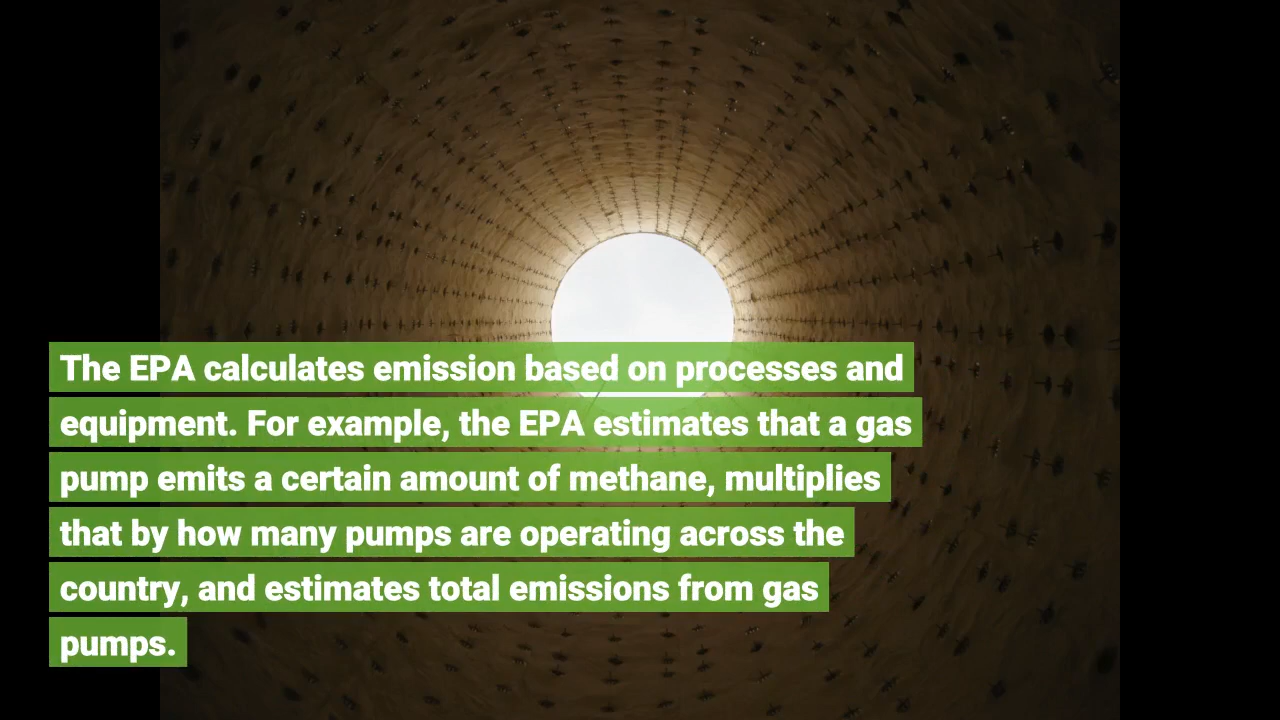 The EPA calculates emission based on processes and
equipment. For example, the EPA estimates that a gas
pump emits a certain amount of methane, multiplies
that by how many pumps are operating across the
country, and estimates total emissions from gas
pumps.